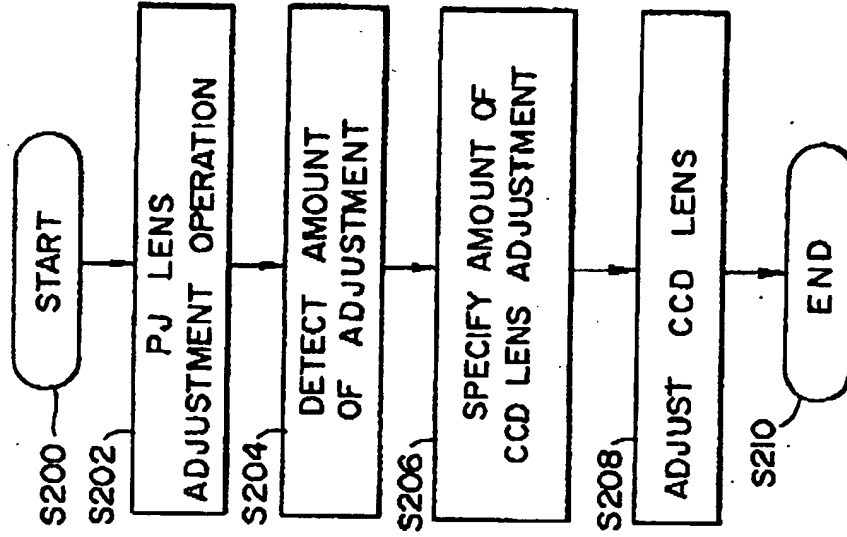 S200
START
S202
PJ LENS
ADJUSTMENT OPERATION
S204
DETECT AMOUNT
OF ADJUSTMENT
S206
SPECIFY AMOUNT OF
CCD LENS ADJUSTMENT
S208
ADJUST CCD LENS
S210
END